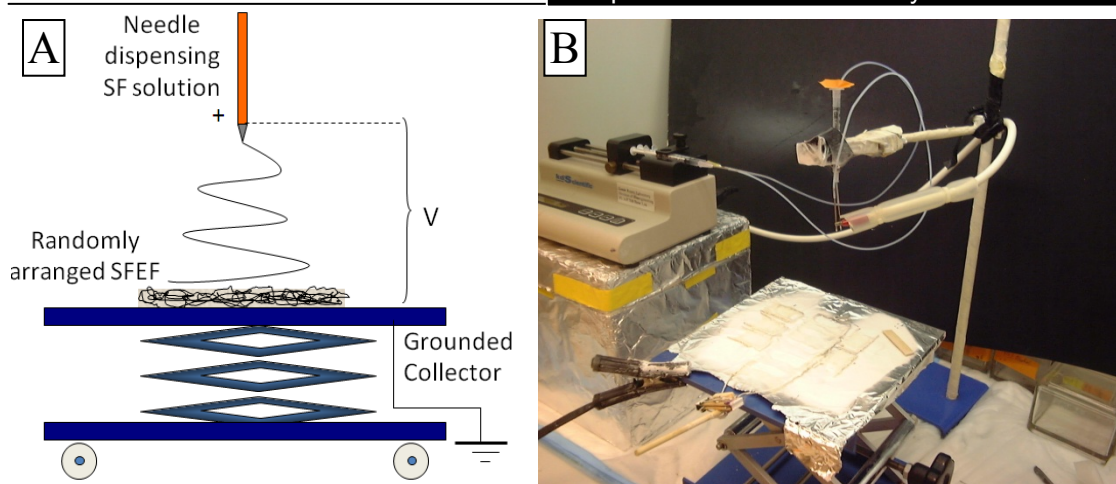 A
Needle
dispensing
SF solution
+
V
Randomly
arranged SFEF
Grounded
Collector
B